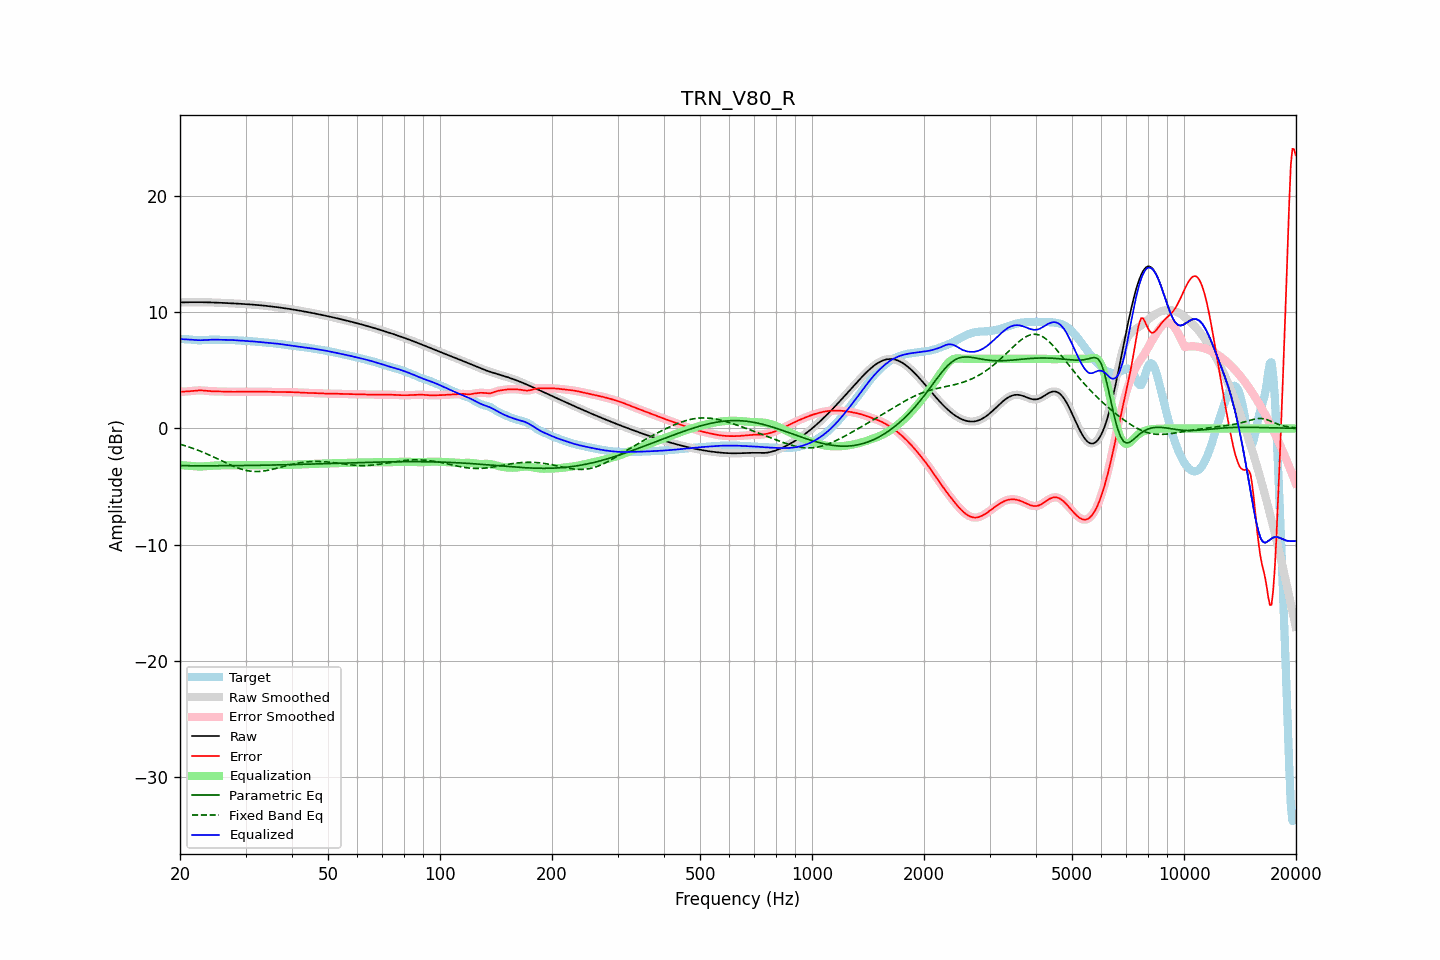 TRN_V80_R
Amplitude (dBr)
20
10
0
−10
−20
−30
Target
Raw Smoothed
Error Smoothed
Raw
Error
Equalization
Parametric Eq
Fixed Band Eq
Equalized
20 50 100 200 500 1000 2000 5000 10000 20000
Frequency (Hz)